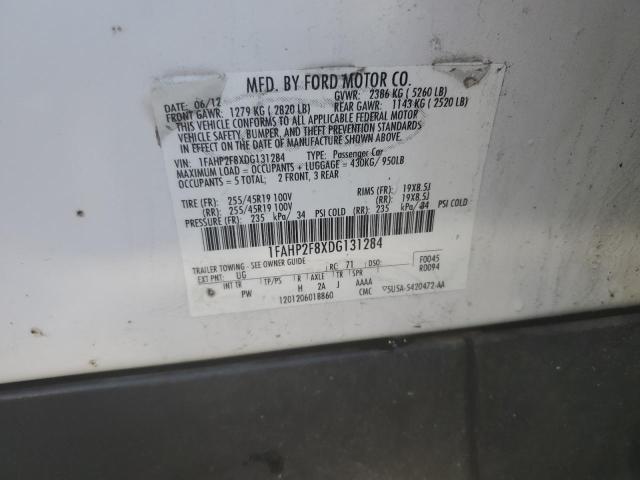 MFD. BY FORD MOTOR CO.
DATE: 06/12 GVWR: 2386 KG ( 5260 LB)
FRONT GAWR: 1279 KG ( 2820 LB) REAR GAWR: 1143 KG ( 2520 LB)
THIS VEHICLE CONFORMS TO ALL APPLICABLE FEDERAL MOTOR
VEHICLE SAFETY, BUMPER, AND THEFT PREVENTION STANDARDS
IN EFFECT ON THE DATE OF MANUFACTURE SHOWN ABOVE.
VIN: 1FAHP2F8XDG131284 TYPE: Passenger Car
MAXIMUM LOAD = OCCUPANTS + LUGGAGE = 430KG/ 950LB
OCCUPANTS = 5 TOTAL; 2 FRONT, 3 REAR
TIRE (FR): 255/45R19 100V RIMS (FR): 19X8.5J
(RR): 255/45R19 100V (RR): 19X8.5J
PRESSURE (FR): 235 kPa/ 34 PSI COLD (RR): 235 kPa/ 34 PSI COLD
1FAHP2F8XDG131284
TRAILER TOWING - SEE OWNER GUIDE
F0045
EXT PNT: UG RC: 71 DSO: R0094
INT TR TP/PS R AXLE TR SPR
PW H 2A J AAAA
1201206018860 CMC 5USA-5420472-AA